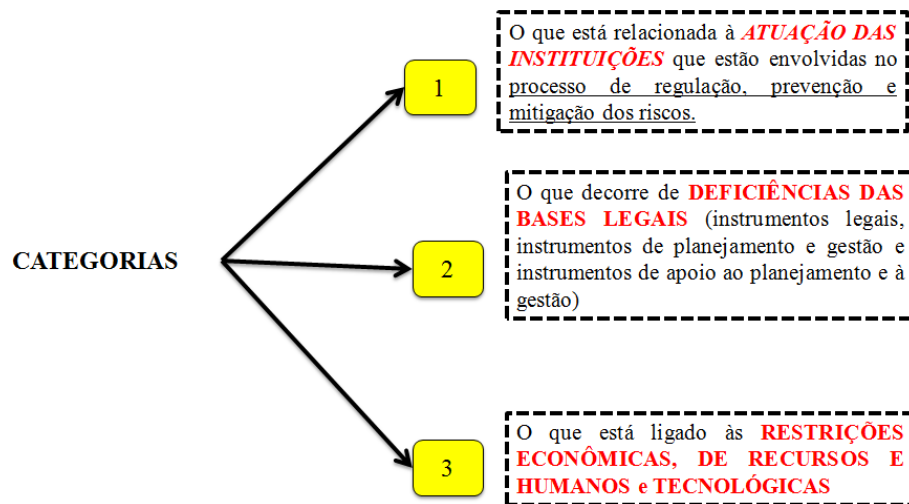 CATEGORIAS
1
O que está relacionada à ATUAÇÃO DAS
INSTITUIÇÕES que estão envolvidas no
processo de regulação, prevenção e
mitigação dos riscos.
2
O que decorre de DEFICIÊNCIAS DAS
BASES LEGAIS (instrumentos legais,
instrumentos de planejamento e gestão e
instrumentos de apoio ao planejamento e à
gestão)
3
O que está ligado às RESTRIÇÕES
ECONÔMICAS, DE RECURSOS E
HUMANOS e TECNOLÓGICAS